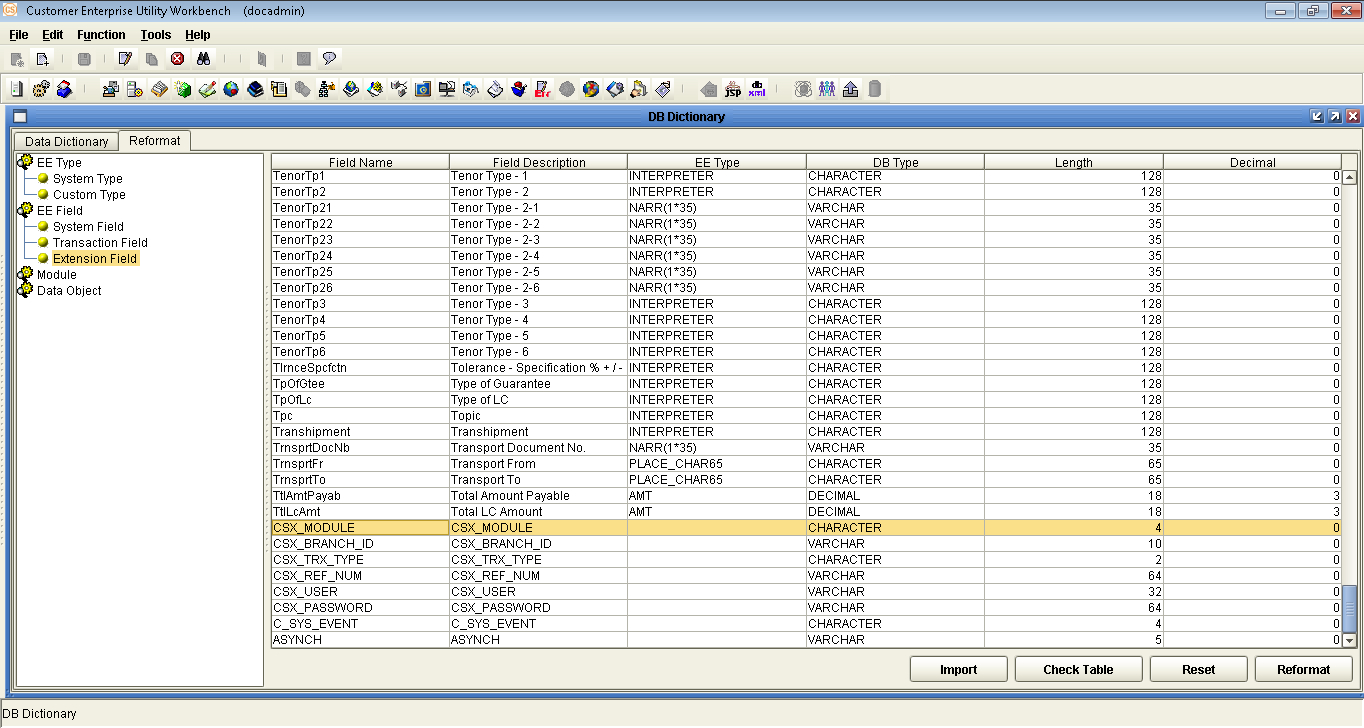 CS Customer Enterprise Utility Workbench (docadmin)
File Edit Function Tools Help
jsp xml
DB Dictionary
Data Dictionary Reformat
EE Type
System Type
Custom Type
EE Field
System Field
Transaction Field
Extension Field
Module
Data Object
Field Name Field Description EE Type DB Type Length Decimal
TenorTp1 Tenor Type - 1 INTERPRETER CHARACTER 128 0
TenorTp2 Tenor Type - 2 INTERPRETER CHARACTER 128 0
TenorTp21 Tenor Type - 2-1 NARR(1*35) VARCHAR 35 0
TenorTp22 Tenor Type - 2-2 NARR(1*35) VARCHAR 35 0
TenorTp23 Tenor Type - 2-3 NARR(1*35) VARCHAR 35 0
TenorTp24 Tenor Type - 2-4 NARR(1*35) VARCHAR 35 0
TenorTp25 Tenor Type - 2-5 NARR(1*35) VARCHAR 35 0
TenorTp26 Tenor Type - 2-6 NARR(1*35) VARCHAR 35 0
TenorTp3 Tenor Type - 3 INTERPRETER CHARACTER 128 0
TenorTp4 Tenor Type - 4 INTERPRETER CHARACTER 128 0
TenorTp5 Tenor Type - 5 INTERPRETER CHARACTER 128 0
TenorTp6 Tenor Type - 6 INTERPRETER CHARACTER 128 0
TlrnceSpcfctn Tolerance - Specification % + / - INTERPRETER CHARACTER 128 0
TpOfGtee Type of Guarantee INTERPRETER CHARACTER 128 0
TpOfLc Type of LC INTERPRETER CHARACTER 128 0
Tpc Topic INTERPRETER CHARACTER 128 0
Transhipment Transhipment INTERPRETER CHARACTER 128 0
TrnsprtDocNb Transport Document No. NARR(1*35) VARCHAR 35 0
TrnsprtFr Transport From PLACE_CHAR65 CHARACTER 65 0
TrnsprtTo Transport To PLACE_CHAR65 CHARACTER 65 0
TtlAmtPayab Total Amount Payable AMT DECIMAL 18 3
TtlLcAmt Total LC Amount AMT DECIMAL 18 3
CSX_MODULE CSX_MODULE CHARACTER 4 0
CSX_BRANCH_ID CSX_BRANCH_ID VARCHAR 10 0
CSX_TRX_TYPE CSX_TRX_TYPE CHARACTER 2 0
CSX_REF_NUM CSX_REF_NUM VARCHAR 64 0
CSX_USER CSX_USER VARCHAR 32 0
CSX_PASSWORD CSX_PASSWORD VARCHAR 64 0
C_SYS_EVENT C_SYS_EVENT CHARACTER 4 0
ASYNCH ASYNCH VARCHAR 5 0
Import Check Table Reset Reformat
DB Dictionary